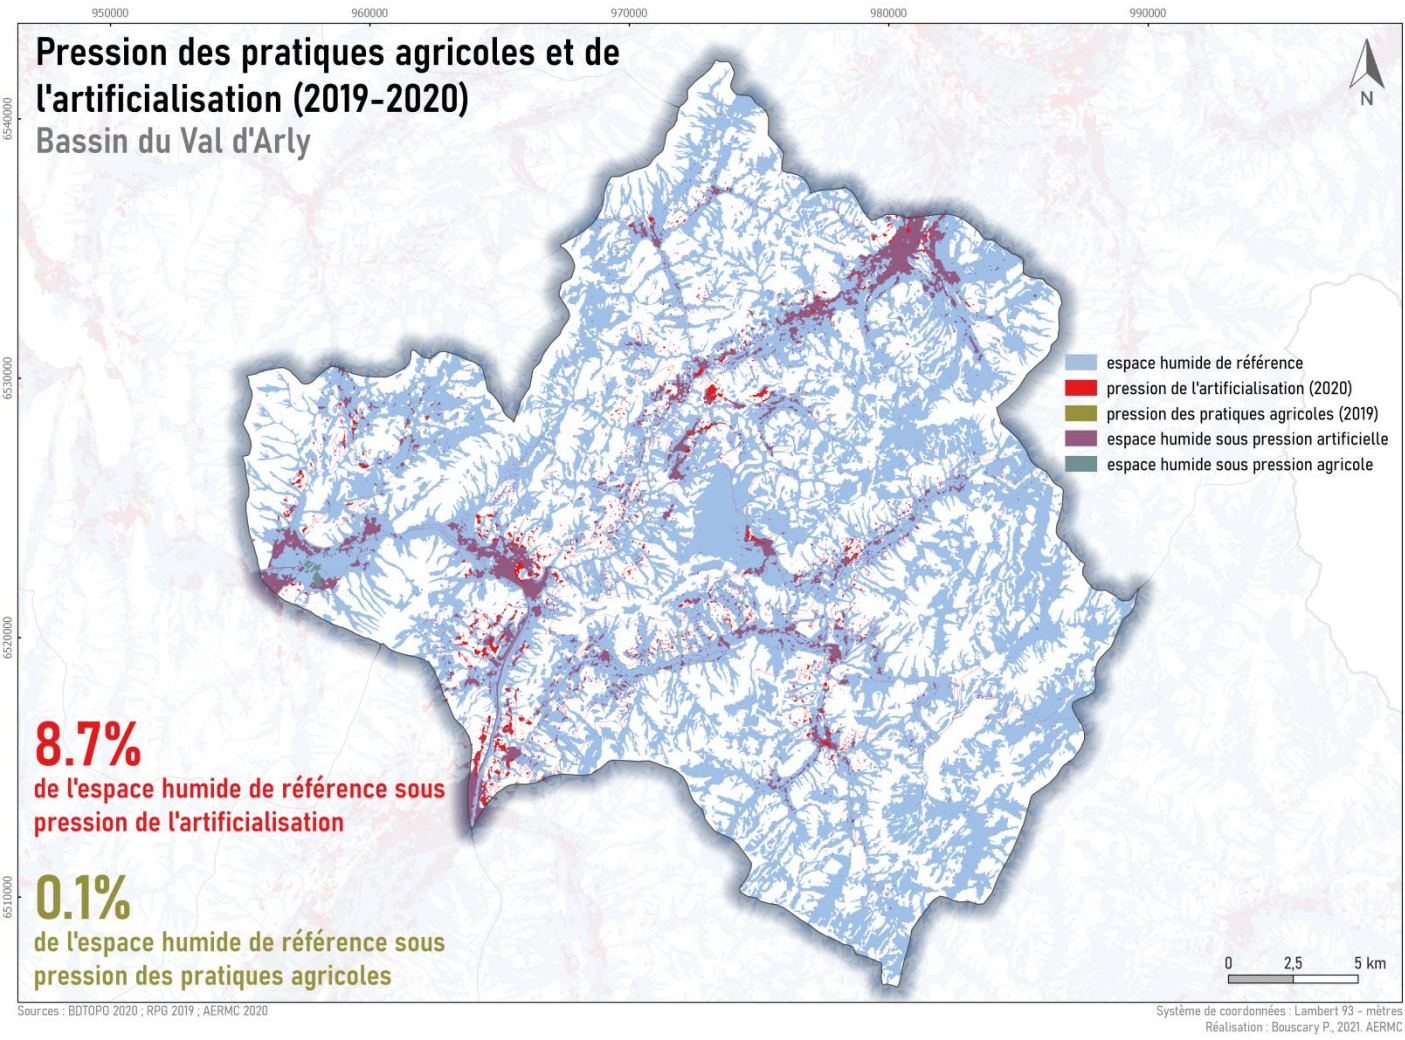 950000
960000
970000
980000
990000
Pression des pratiques agricoles et de
l'artificialisation (2019-2020)
Bassin du Val d'Arly
N
6540000
6530000
6520000
6510000
espace humide de référence
pression de l'artificialisation (2020)
pression des pratiques agricoles (2019)
espace humide sous pression artificielle
espace humide sous pression agricole
8.7%
de l'espace humide de référence sous
pression de l'artificialisation
0.1%
de l'espace humide de référence sous
pression des pratiques agricoles
0 2,5 5 km
Sources : BDTOPO 2020 ; RPG 2019 ; AERMC 2020
Système de coordonnées : Lambert 93 - mètres
Réalisation : Bouscary P., 2021. AERMC